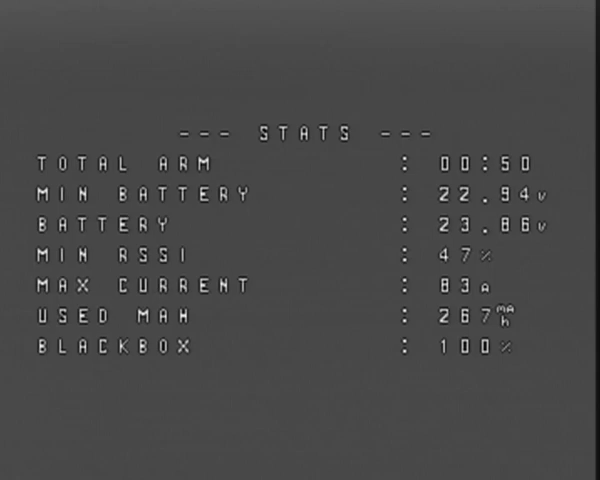 --- STATS ---
TOTAL ARM : 00:50
MIN BATTERY : 22.94V
BATTERY : 23.86V
MIN RSSI : 47%
MAX CURRENT : 83A
USED MAH : 267MAH
BLACKBOX : 100%